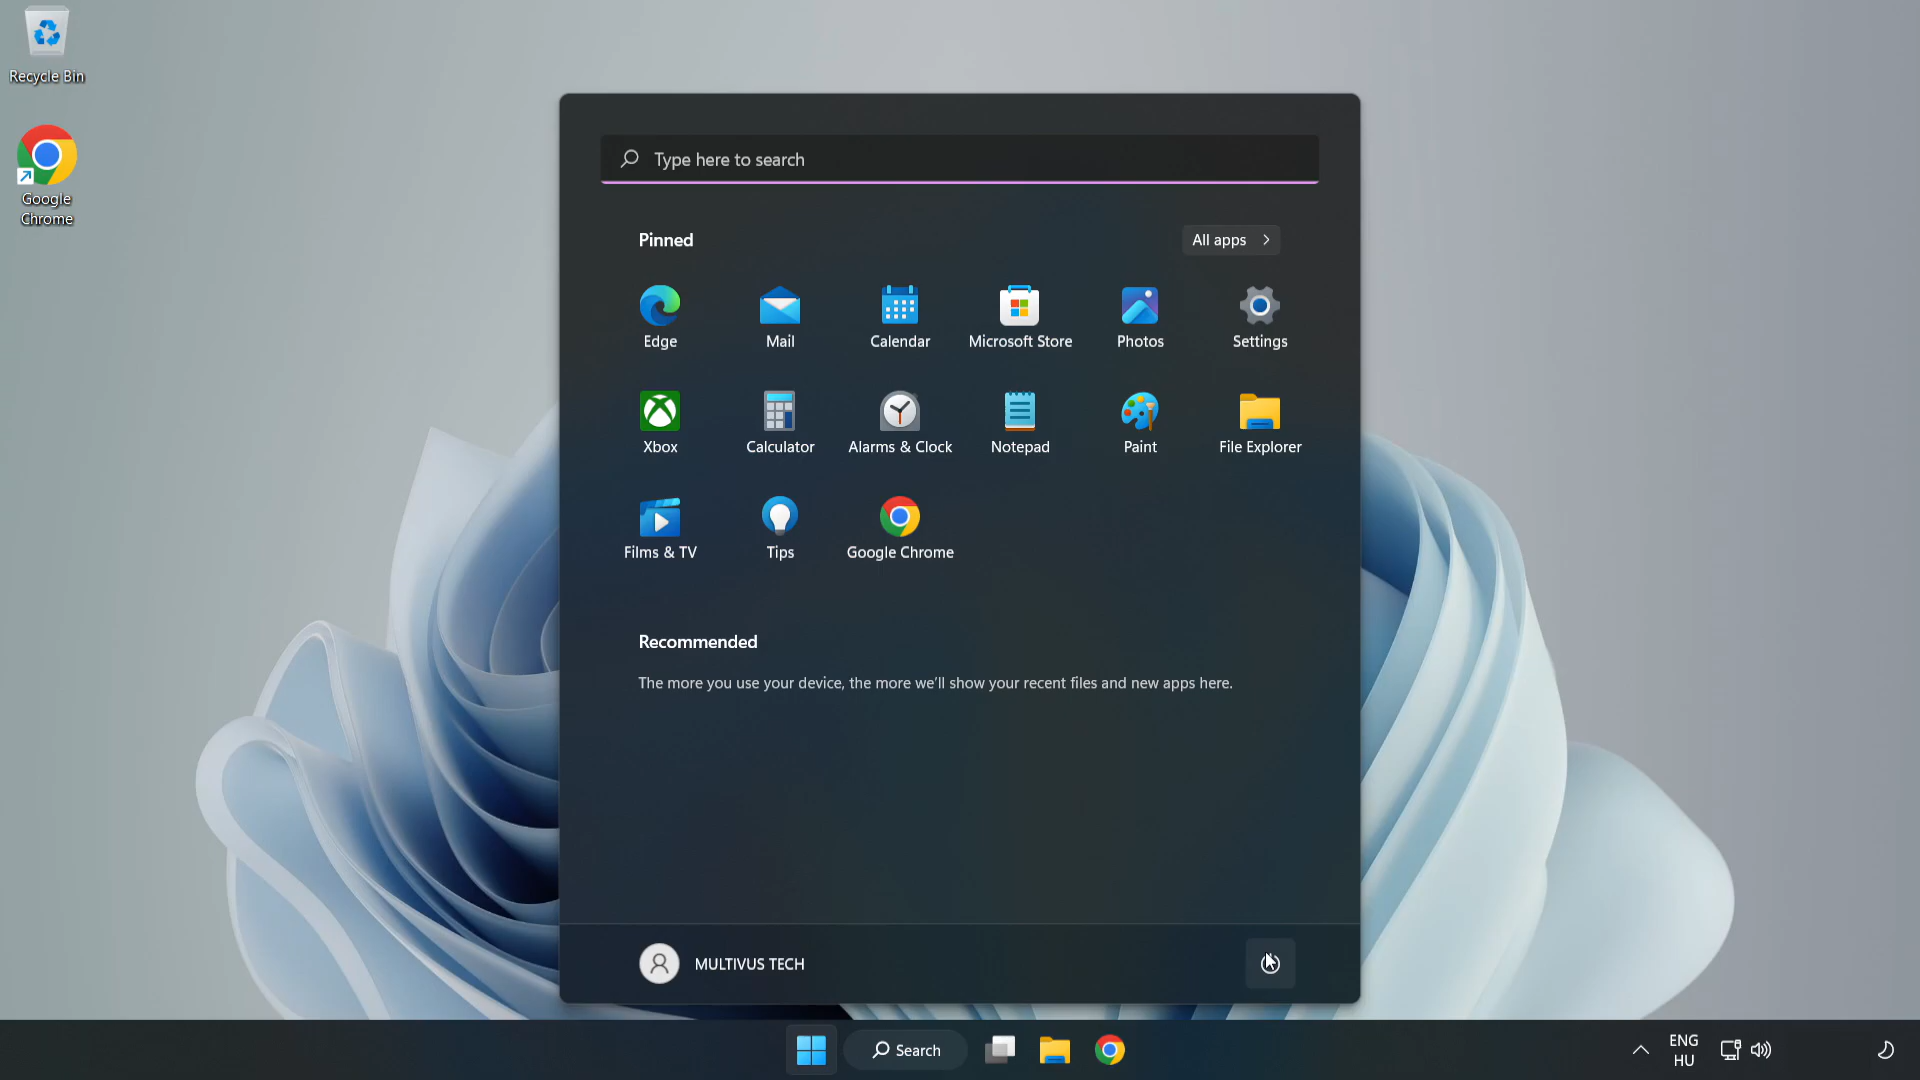 Recycle Bin
Google
Chrome
Type here to search
Pinned
All apps
Edge
Mail
Calendar
Microsoft Store
Photos
Settings
Xbox
Calculator
Alarms & Clock
Notepad
Paint
File Explorer
Films & TV
Tips
Google Chrome
Recommended
The more you use your device, the more we'll show your recent files and new apps here.
MULTIVUS TECH
Search
ENG
HU